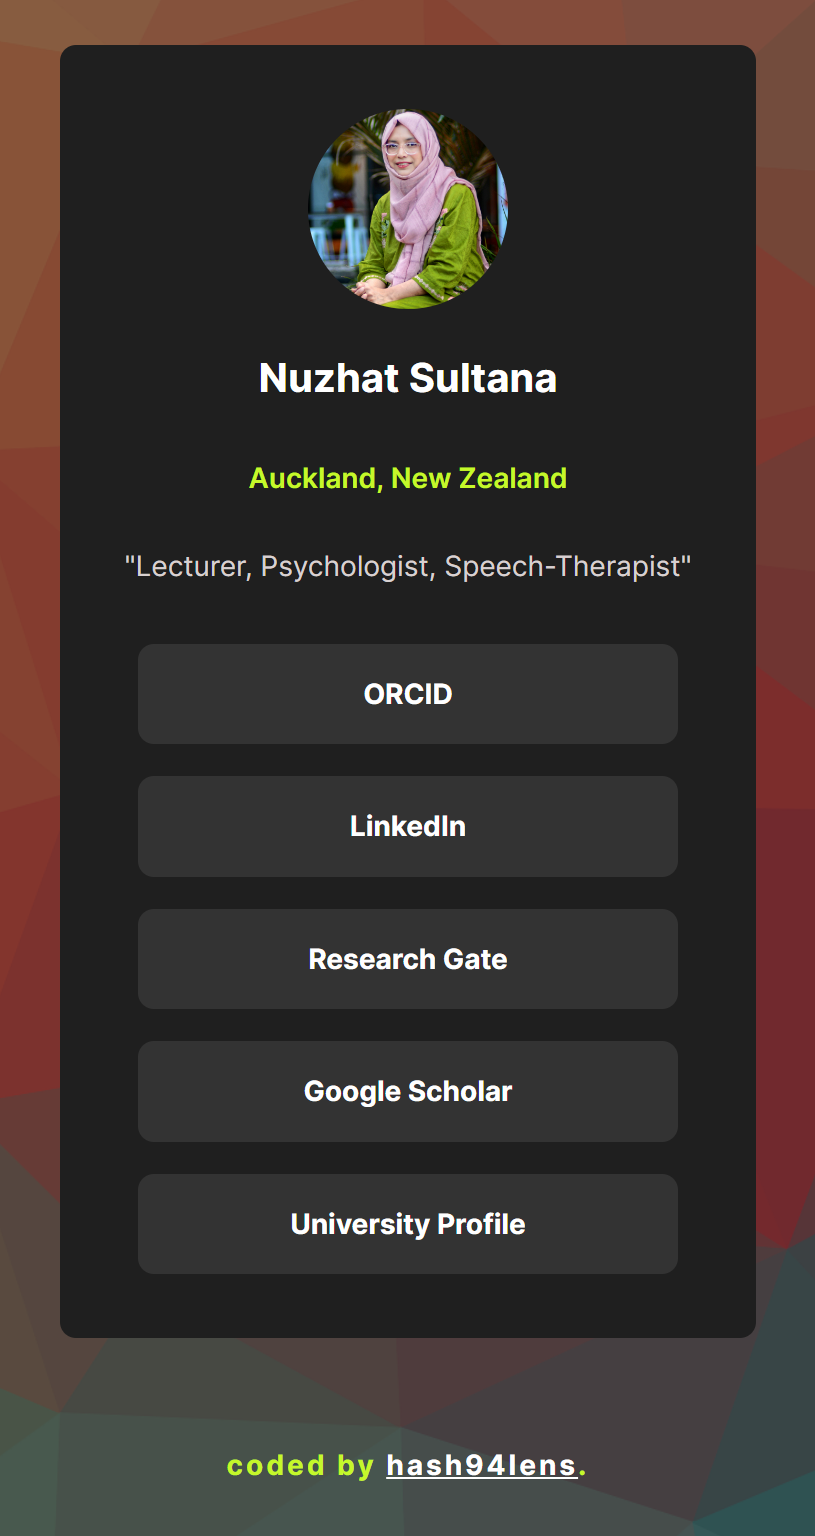 Nuzhat Sultana
Auckland, New Zealand
"Lecturer, Psychologist, Speech-Therapist"
ORCID
LinkedIn
Research Gate
Google Scholar
University Profile
coded by hash94lens.